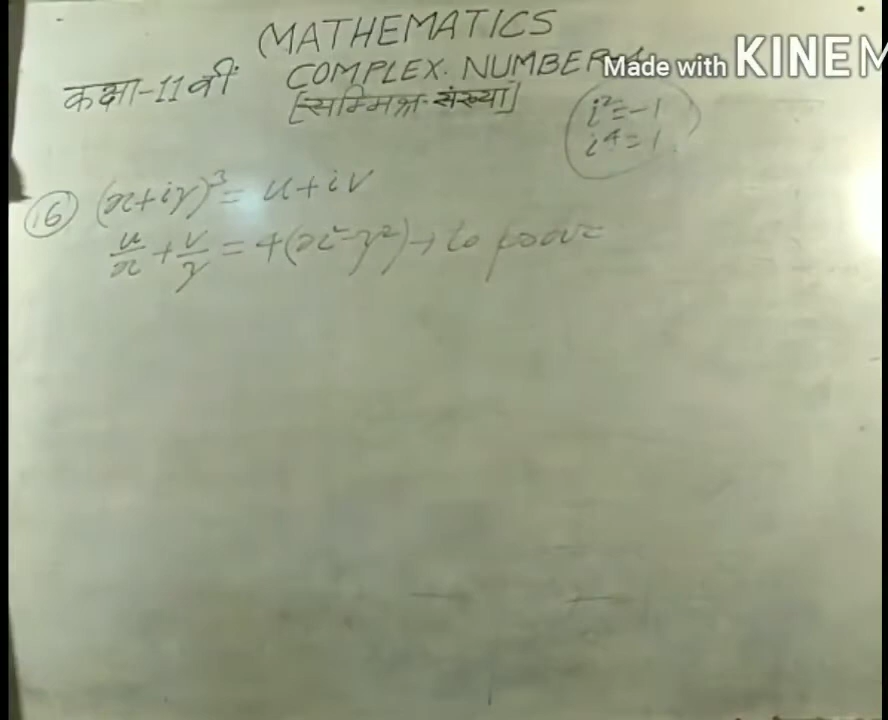 MATHEMATICS
कक्षा-11वीं COMPLEX. NUMBER
Made with KINEM
[सम्मिश्र-संख्या]
i²=-1
i⁴=1
16 (x+iy)³= u+iv
u/x + v/y = 4(x²-y²) → to prove